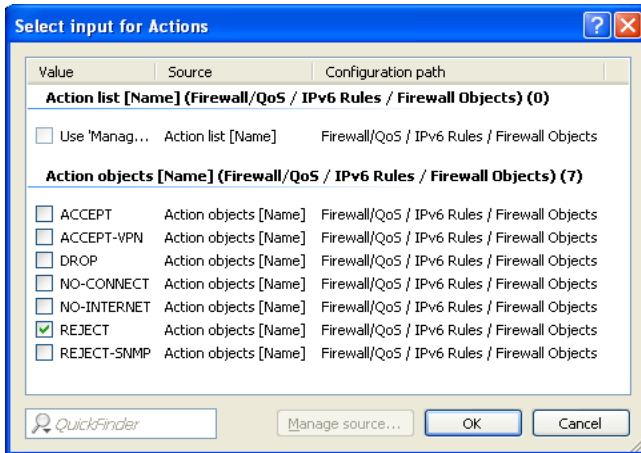 Select input for Actions
Value Source Configuration path
Action list [Name] (Firewall/QoS / IPv6 Rules / Firewall Objects) (0)
Use 'Manag... Action list [Name] Firewall/QoS / IPv6 Rules / Firewall Objects
Action objects [Name] (Firewall/QoS / IPv6 Rules / Firewall Objects) (7)
ACCEPT Action objects [Name] Firewall/QoS / IPv6 Rules / Firewall Objects
ACCEPT-VPN Action objects [Name] Firewall/QoS / IPv6 Rules / Firewall Objects
DROP Action objects [Name] Firewall/QoS / IPv6 Rules / Firewall Objects
NO-CONNECT Action objects [Name] Firewall/QoS / IPv6 Rules / Firewall Objects
NO-INTERNET Action objects [Name] Firewall/QoS / IPv6 Rules / Firewall Objects
REJECT Action objects [Name] Firewall/QoS / IPv6 Rules / Firewall Objects
REJECT-SNMP Action objects [Name] Firewall/QoS / IPv6 Rules / Firewall Objects
QuickFinder Manage source... OK Cancel